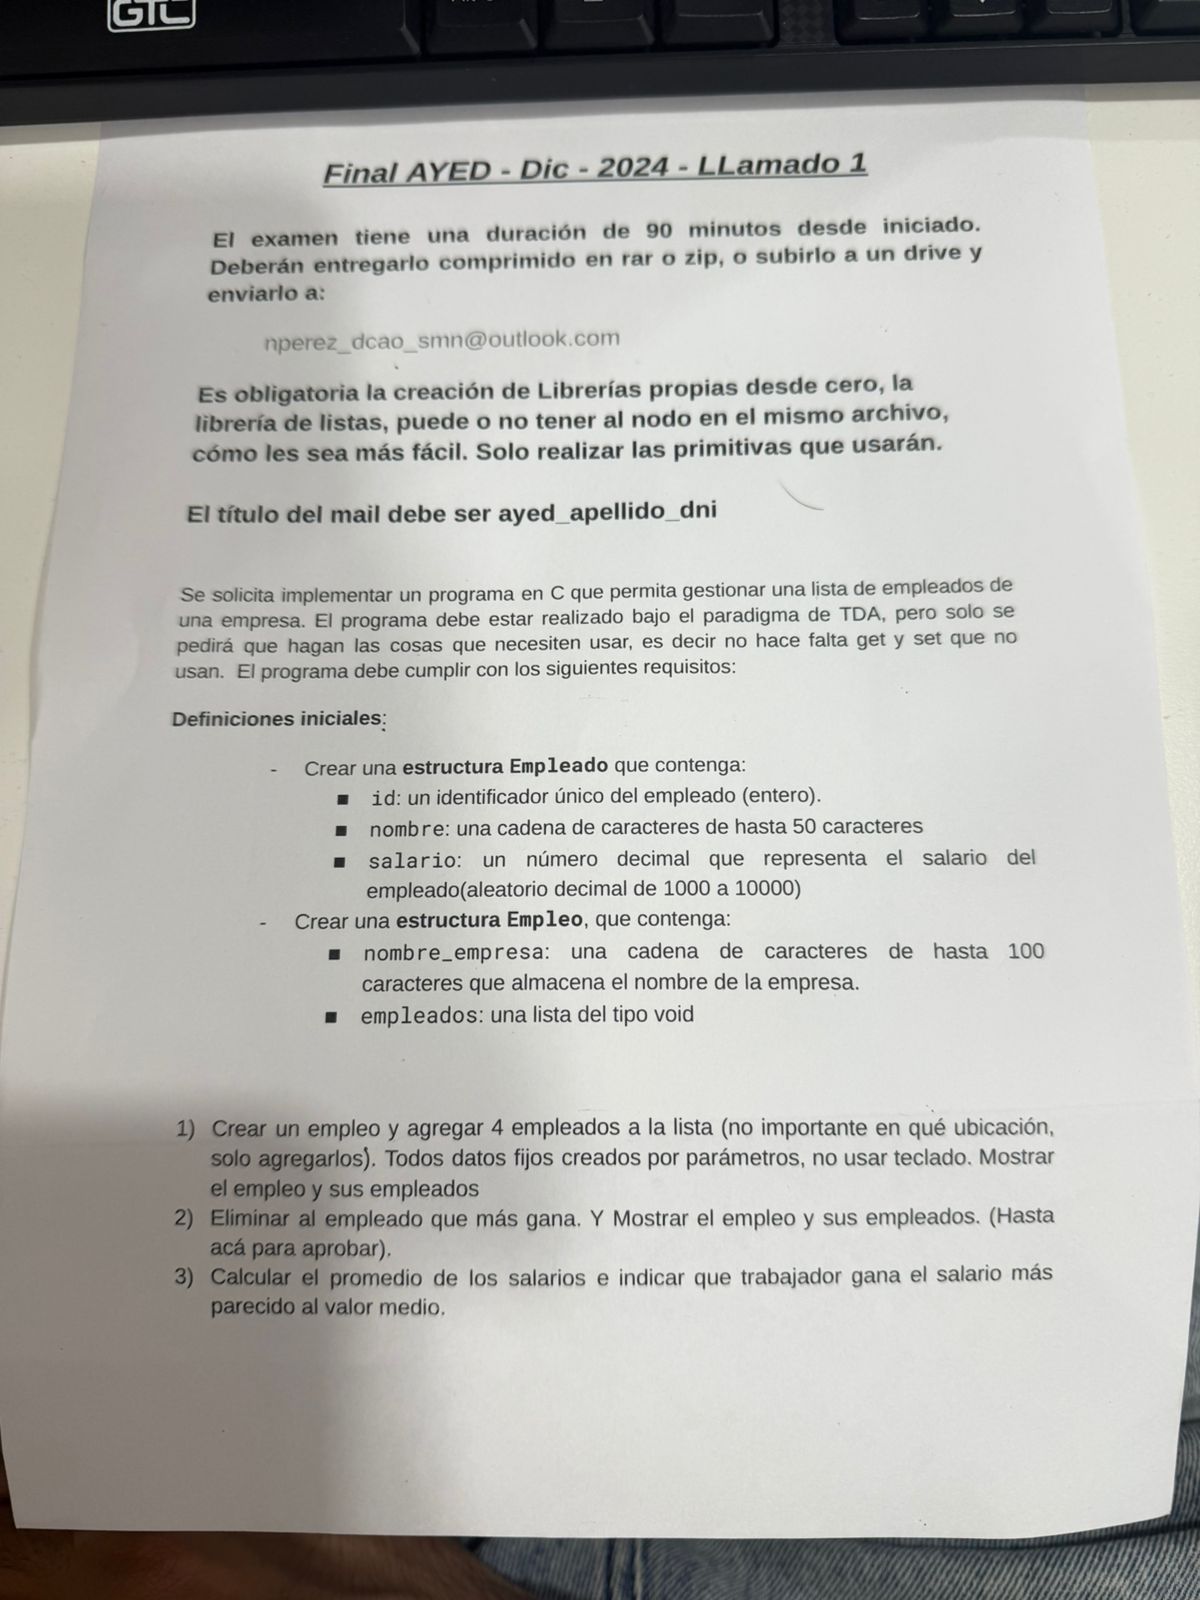 GTC
Final AYED - Dic - 2024 - LLamado 1
El examen tiene una duración de 90 minutos desde iniciado.
Deberán entregarlo comprimido en rar o zip, o subirlo a un drive y
enviarlo a:
nperez_dcao_smn@outlook.com
Es obligatoria la creación de Librerías propias desde cero, la
librería de listas, puede o no tener al nodo en el mismo archivo,
cómo les sea más fácil. Solo realizar las primitivas que usarán.
El título del mail debe ser ayed_apellido_dni
Se solicita implementar un programa en C que permita gestionar una lista de empleados de
una empresa. El programa debe estar realizado bajo el paradigma de TDA, pero solo se
pedirá que hagan las cosas que necesiten usar, es decir no hace falta get y set que no
usan. El programa debe cumplir con los siguientes requisitos:
Definiciones iniciales:
- Crear una estructura Empleado que contenga:
■ id: un identificador único del empleado (entero).
■ nombre: una cadena de caracteres de hasta 50 caracteres
■ salario: un número decimal que representa el salario del
empleado(aleatorio decimal de 1000 a 10000)
- Crear una estructura Empleo, que contenga:
■ nombre_empresa: una cadena de caracteres de hasta 100
caracteres que almacena el nombre de la empresa.
■ empleados: una lista del tipo void
1) Crear un empleo y agregar 4 empleados a la lista (no importante en qué ubicación,
solo agregarlos). Todos datos fijos creados por parámetros, no usar teclado. Mostrar
el empleo y sus empleados
2) Eliminar al empleado que más gana. Y Mostrar el empleo y sus empleados. (Hasta
acá para aprobar).
3) Calcular el promedio de los salarios e indicar que trabajador gana el salario más
parecido al valor medio.